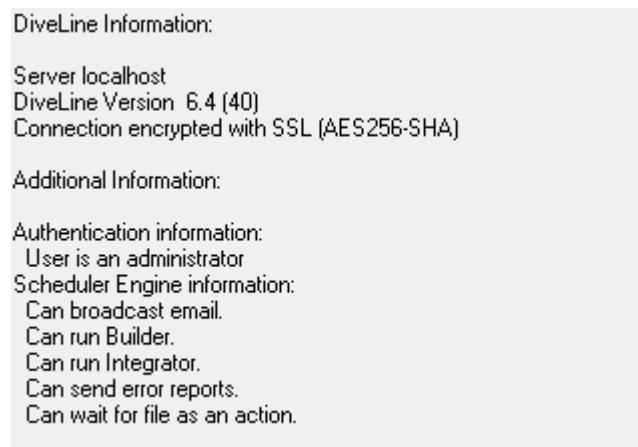 DiveLine Information:
Server localhost
DiveLine Version  6.4 (40)
Connection encrypted with SSL (AES256-SHA)
Additional Information:
Authentication information:
User is an administrator
Scheduler Engine information:
Can broadcast email.
Can run Builder.
Can run Integrator.
Can send error reports.
Can wait for file as an action.